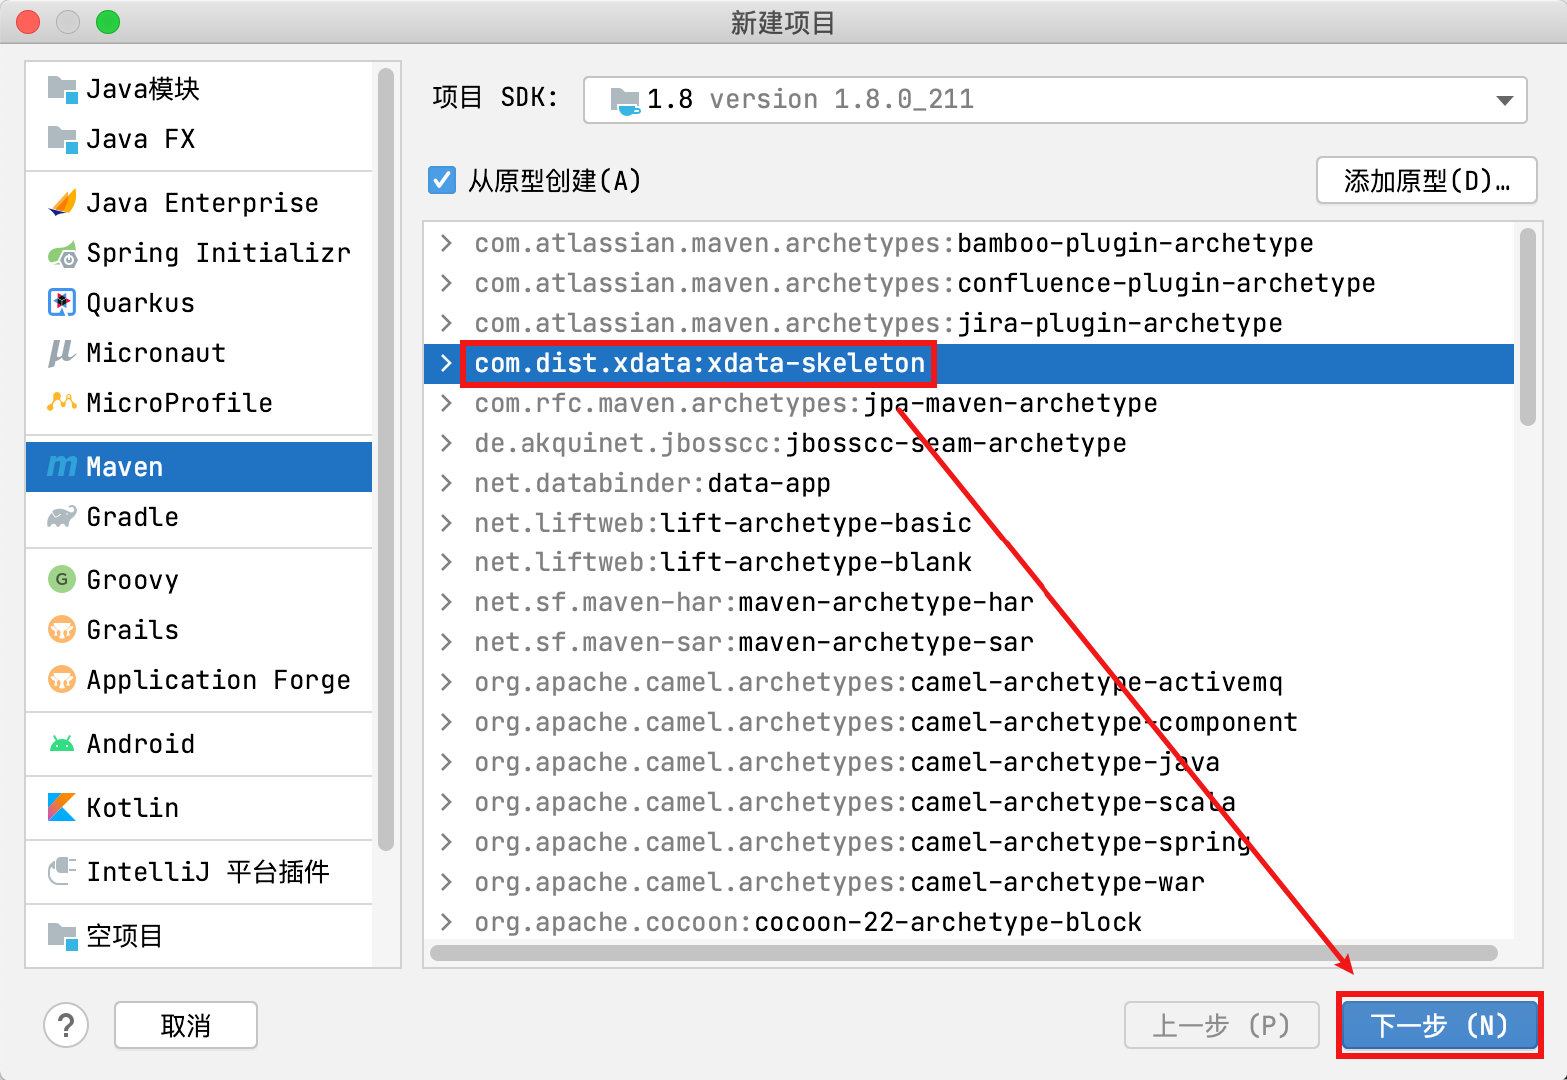 新建项目
Java模块
Java FX
Java Enterprise
Spring Initializr
Quarkus
Micronaut
MicroProfile
Maven
Gradle
Groovy
Grails
Application Forge
Android
Kotlin
IntelliJ 平台插件
空项目
项目 SDK: 1.8 version 1.8.0_211
从原型创建(A)
添加原型(D)…
com.atlassian.maven.archetypes:bamboo-plugin-archetype
com.atlassian.maven.archetypes:confluence-plugin-archetype
com.atlassian.maven.archetypes:jira-plugin-archetype
com.dist.xdata:xdata-skeleton
com.rfc.maven.archetypes:jpa-maven-archetype
de.akquinet.jbosscc:jbosscc-seam-archetype
net.databinder:data-app
net.liftweb:lift-archetype-basic
net.liftweb:lift-archetype-blank
net.sf.maven-har:maven-archetype-har
net.sf.maven-sar:maven-archetype-sar
org.apache.camel.archetypes:camel-archetype-activemq
org.apache.camel.archetypes:camel-archetype-component
org.apache.camel.archetypes:camel-archetype-java
org.apache.camel.archetypes:camel-archetype-scala
org.apache.camel.archetypes:camel-archetype-spring
org.apache.camel.archetypes:camel-archetype-war
org.apache.cocoon:cocoon-22-archetype-block
?
取消
上一步 (P)
下一步 (N)